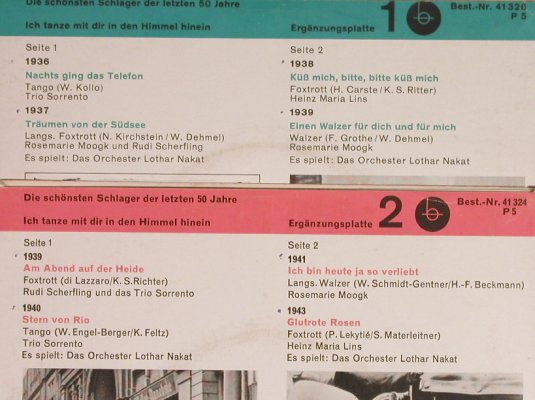 Die schönsten Schlager der letzten 50 Jahre
Ich tanze mit dir in den Himmel hinein
Ergänzungsplatte 1
b
Best.-Nr. 41320
P 5
Seite 1
1936
Nachts ging das Telefon
Tango (W. Kollo)
Trio Sorrento
1937
Träumen von der Südsee
Langs. Foxtrott (N. Kirchstein/W. Dehmel)
Rosemarie Moogk und Rudi Scherfling
Es spielt: Das Orchester Lothar Nakat
Seite 2
1938
Küß mich, bitte, bitte küß mich
Foxtrott (H. Carste/K. S. Ritter)
Heinz Maria Lins
1939
Einen Walzer für dich und für mich
Walzer (F. Grothe/W. Dehmel)
Rosemarie Moogk
Es spielt: Das Orchester Lothar Nakat
Die schönsten Schlager der letzten 50 Jahre
Ich tanze mit dir in den Himmel hinein
Ergänzungsplatte 2
b
Best.-Nr. 41324
P 5
Seite 1
1939
Am Abend auf der Heide
Foxtrott (di Lazzaro/K. S. Richter)
Rudi Scherfling und das Trio Sorrento
1940
Stern von Rio
Tango (W. Engel-Berger/K. Feltz)
Trio Sorrento
Es spielt: Das Orchester Lothar Nakat
Seite 2
1941
Ich bin heute ja so verliebt
Langs. Walzer (W. Schmidt-Gentner/H.-F. Beckmann)
Rosemarie Moogk
1943
Glutrote Rosen
Foxtrott (P. Lekytié/S. Materleitner)
Heinz Maria Lins
Es spielt: Das Orchester Lothar Nakat